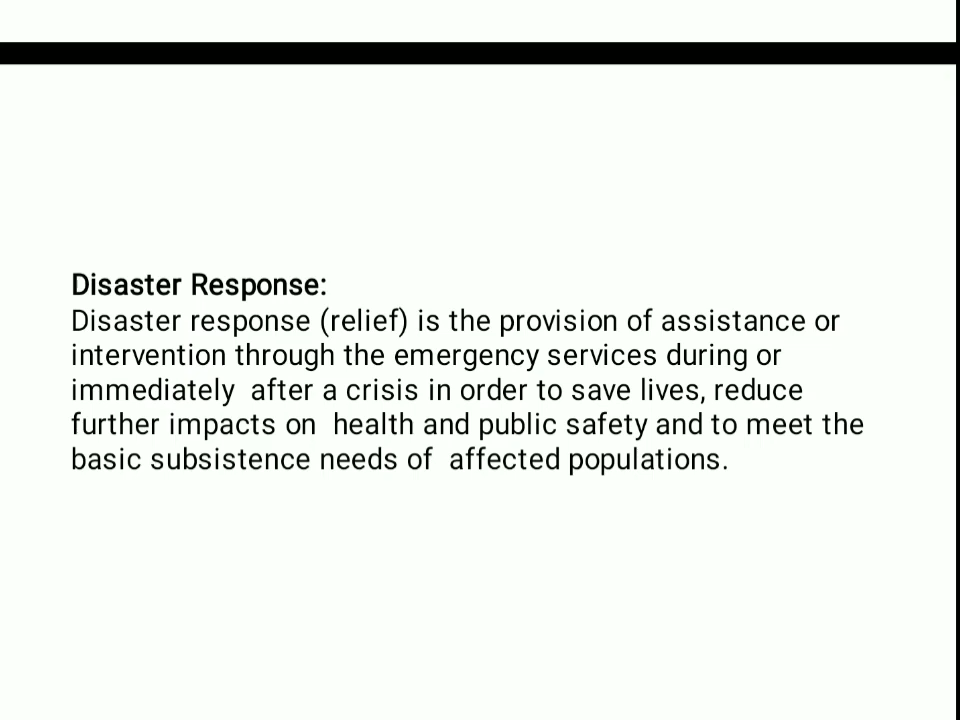 Disaster Response:
Disaster response (relief) is the provision of assistance or
intervention through the emergency services during or
immediately  after a crisis in order to save lives, reduce
further impacts on  health and public safety and to meet the
basic subsistence needs of  affected populations.